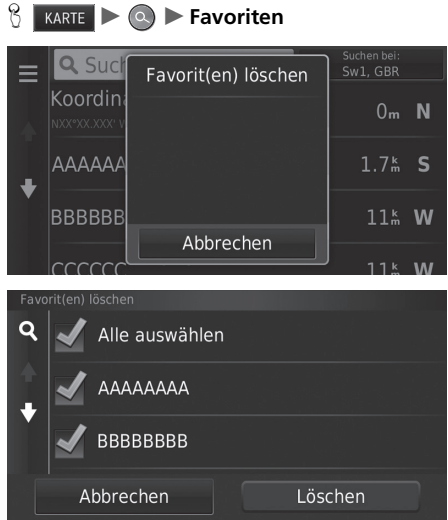 KARTE Favoriten
Such
Suchen bei:
Sw1, GBR
Favorit(en) löschen
Koordina
0m N
AAAAAA
1.7km S
BBBBBB
11km W
Abbrechen
CCCCCC
11km W
Favorit(en) löschen
Alle auswählen
AAAAAAAA
BBBBBBBB
Abbrechen Löschen